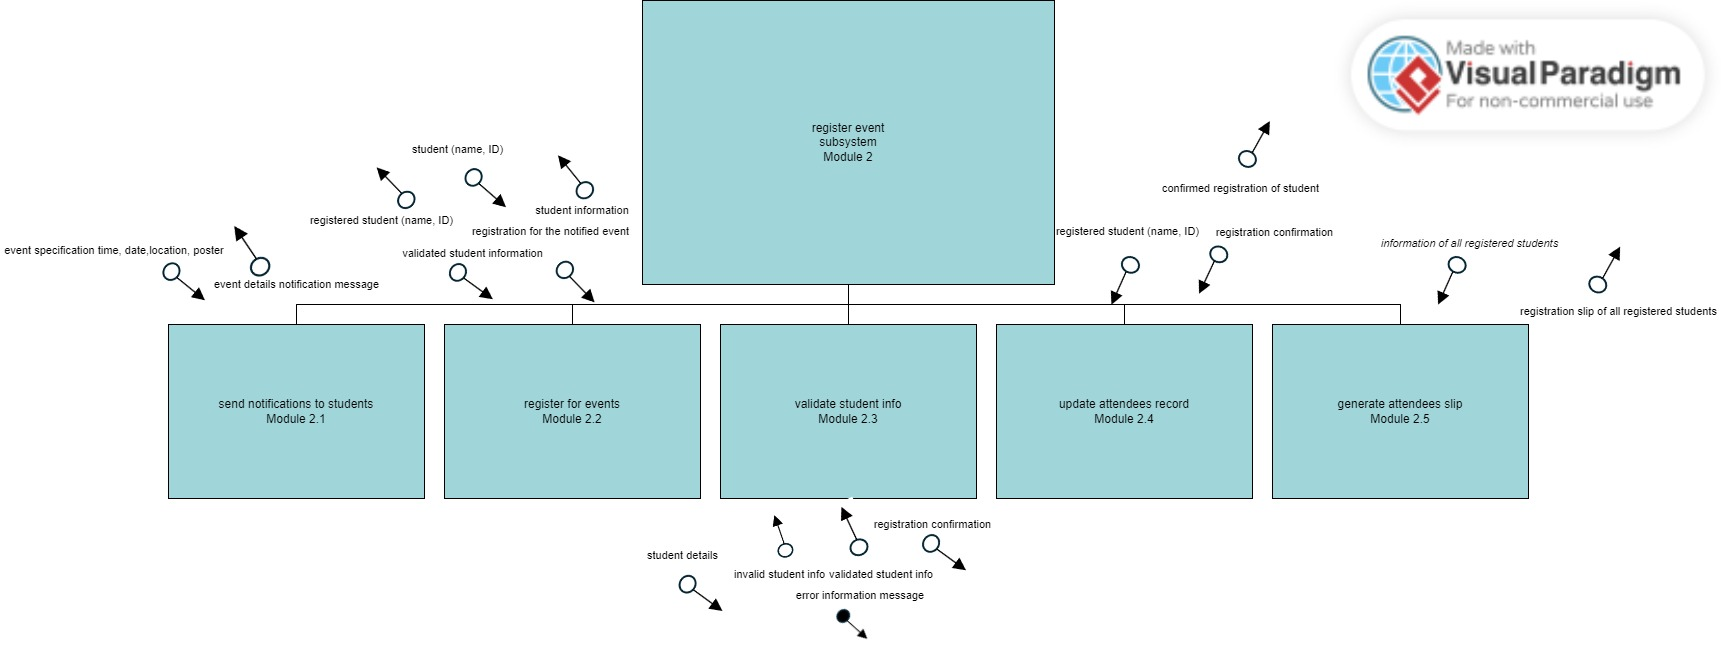 Made with
Visual Paradigm
For non-commercial use
register event
subsystem
Module 2
student (name, ID)
confirmed registration of student
student information
registered student (name, ID)
registration for the notified event
registered student (name, ID)
registration confirmation
information of all registered students
event specification time, date,location, poster
validated student information
event details notification message
registration slip of all registered students
send notifications to students
Module 2.1
register for events
Module 2.2
validate student info
Module 2.3
update attendees record
Module 2.4
generate attendees slip
Module 2.5
registration confirmation
student details
invalid student info
validated student info
error information message